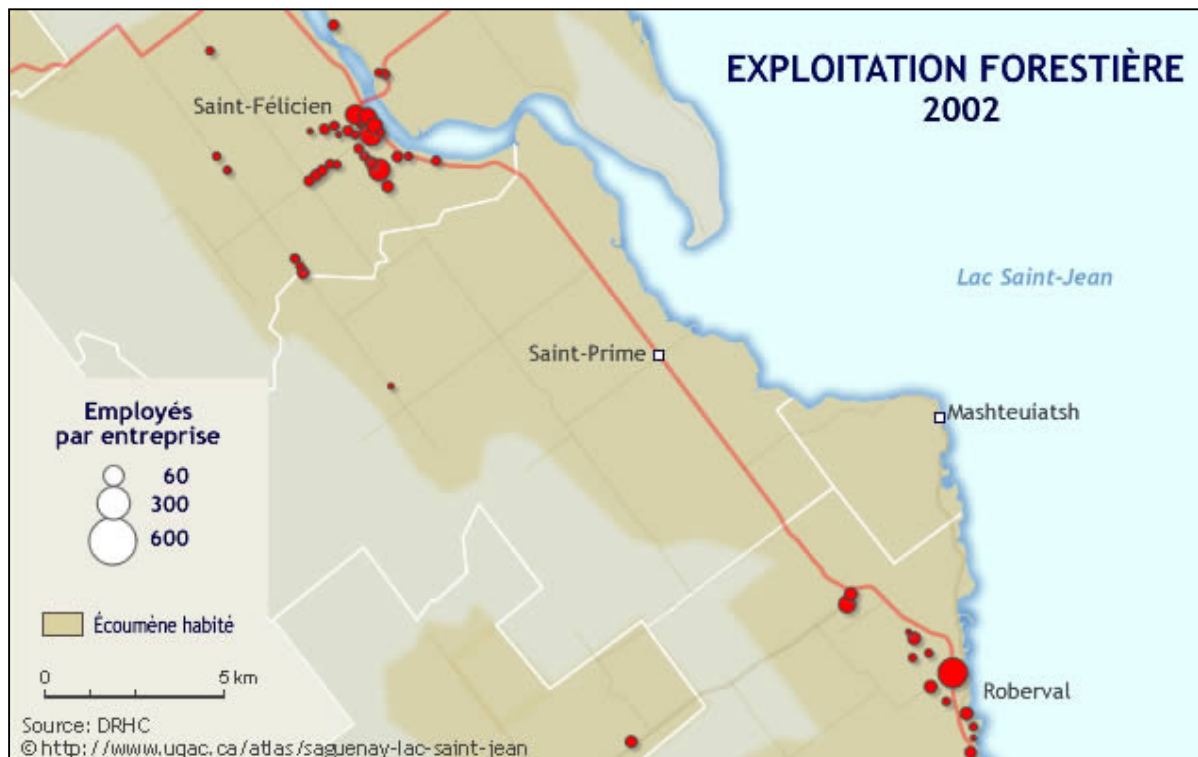 EXPLOITATION FORESTIÈRE
2002
Saint-Félicien
Lac Saint-Jean
Saint-Prime
Mashteuiatsh
Employés
par entreprise
60
300
600
Écoumène habité
0 5 km
Roberval
Source: DRHC
© http://www.uqac.ca/atlas/saguenay-lac-saint-jean